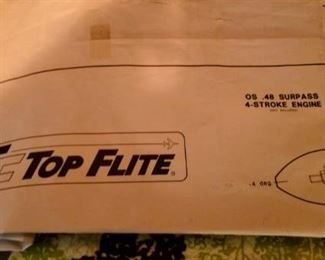 OS .48 SURPASS
4-STROKE ENGINE
TOP FLITE